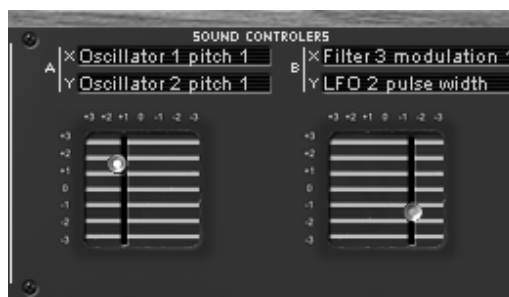 SOUND CONTROLERS
A X Oscillator 1 pitch 1
Y Oscillator 2 pitch 1
B X Filter 3 modulation 1
Y LFO 2 pulse width
+3 +2 +1 0 -1 -2 -3
+3
+2
+1
0
-1
-2
-3
+3 +2 +1 0 -1 -2 -3
+3
+2
+1
0
-1
-2
-3